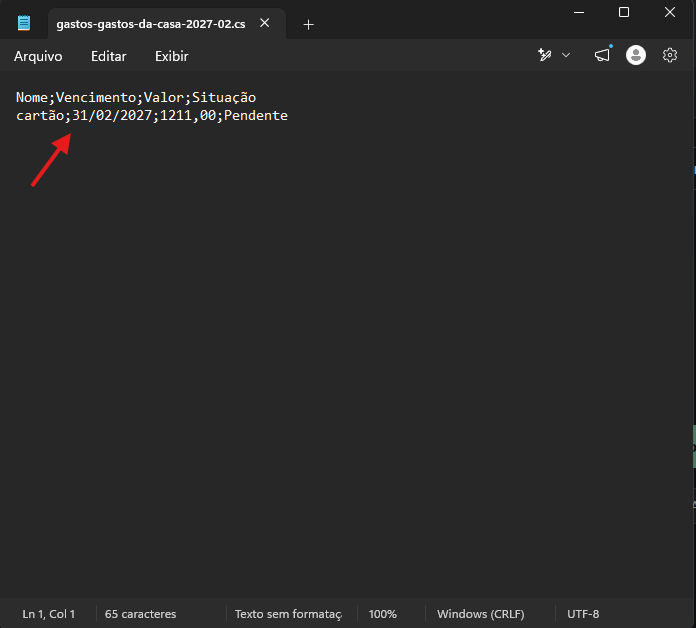 gastos-gastos-da-casa-2027-02.cs
Arquivo Editar Exibir
Nome;Vencimento;Valor;Situação
cartão;31/02/2027;1211,00;Pendente
Ln 1, Col 1 65 caracteres Texto sem formataç 100% Windows (CRLF) UTF-8